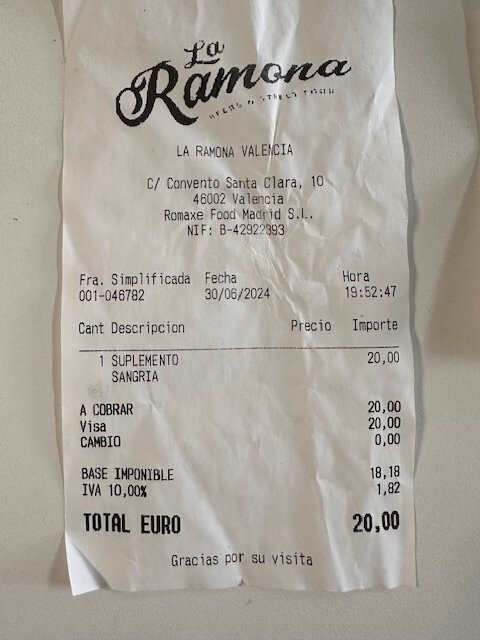 La
Ramona
LA RAMONA VALENCIA
C/ Convento Santa Clara, 10
46002 Valencia
Romaxe Food Madrid S.L.
NIF: B-42922393
Fra. Simplificada Fecha Hora
001-046782 30/06/2024 19:52:47
Cant Descripcion Precio Importe
1 SUPLEMENTO 20,00
SANGRIA
A COBRAR 20,00
Visa 20,00
CAMBIO 0,00
BASE IMPONIBLE 18,18
IVA 10,00% 1,82
TOTAL EURO 20,00
Gracias por su visita